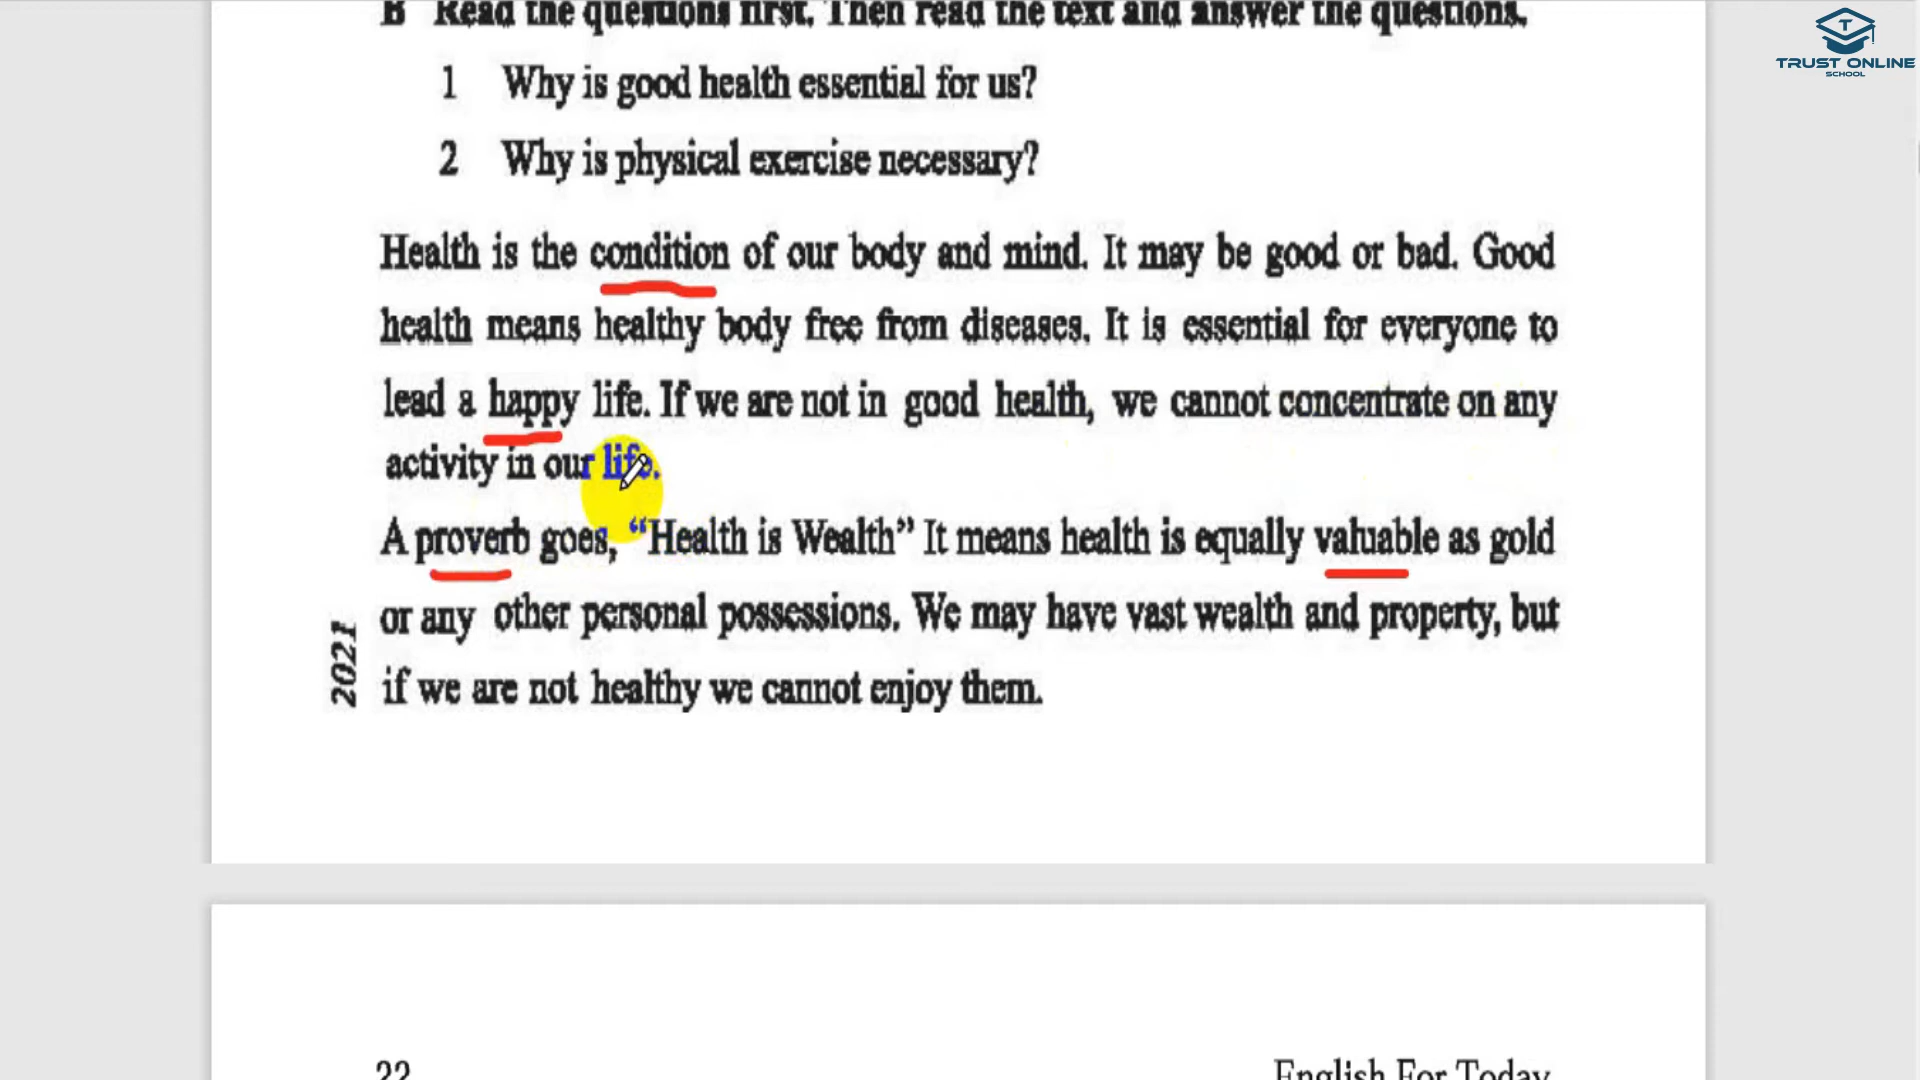 B Read the questions first. Then read the text and answer the questions.
TRUST ONLINE
SCHOOL
1 Why is good health essential for us?
2 Why is physical exercise necessary?
Health is the condition of our body and mind. It may be good or bad. Good
health means healthy body free from diseases. It is essential for everyone to
lead a happy life. If we are not in good health, we cannot concentrate on any
activity in our life.
A proverb goes, “Health is Wealth” It means health is equally valuable as gold
or any other personal possessions. We may have vast wealth and property, but
if we are not healthy we cannot enjoy them.
2021
22
English For Today